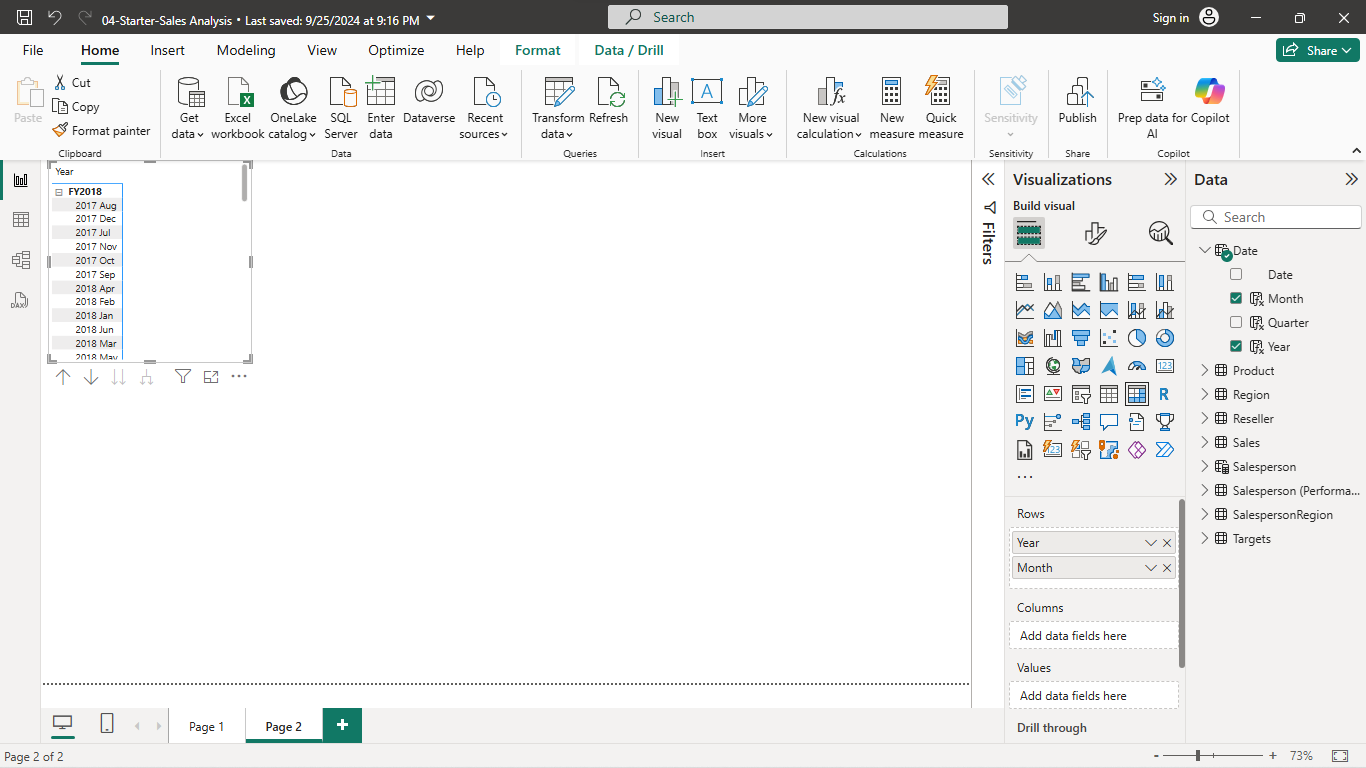 04-Starter-Sales Analysis • Last saved: 9/25/2024 at 9:16 PM
Search
Sign in
File
Home
Insert
Modeling
View
Optimize
Help
Format
Data / Drill
Share
Paste
Cut
Copy
Format painter
Clipboard
Get data
Excel workbook
OneLake catalog
SQL Server
Enter data
Dataverse
Recent sources
Data
Transform data
Refresh
Queries
New visual
Text box
More visuals
Insert
New visual calculation
New measure
Quick measure
Calculations
Sensitivity
Sensitivity
Publish
Share
Prep data for AI
Copilot
Copilot
Year
FY2018
2017 Aug
2017 Dec
2017 Jul
2017 Nov
2017 Oct
2017 Sep
2018 Apr
2018 Feb
2018 Jan
2018 Jun
2018 Mar
2018 May
Filters
Visualizations
Build visual
R
Py
Rows
Year
Month
Columns
Add data fields here
Values
Add data fields here
Drill through
Data
Search
Date
Date
Month
Quarter
Year
Product
Region
Reseller
Sales
Salesperson
Salesperson (Performa...
SalespersonRegion
Targets
Page 1
Page 2
Page 2 of 2
73%